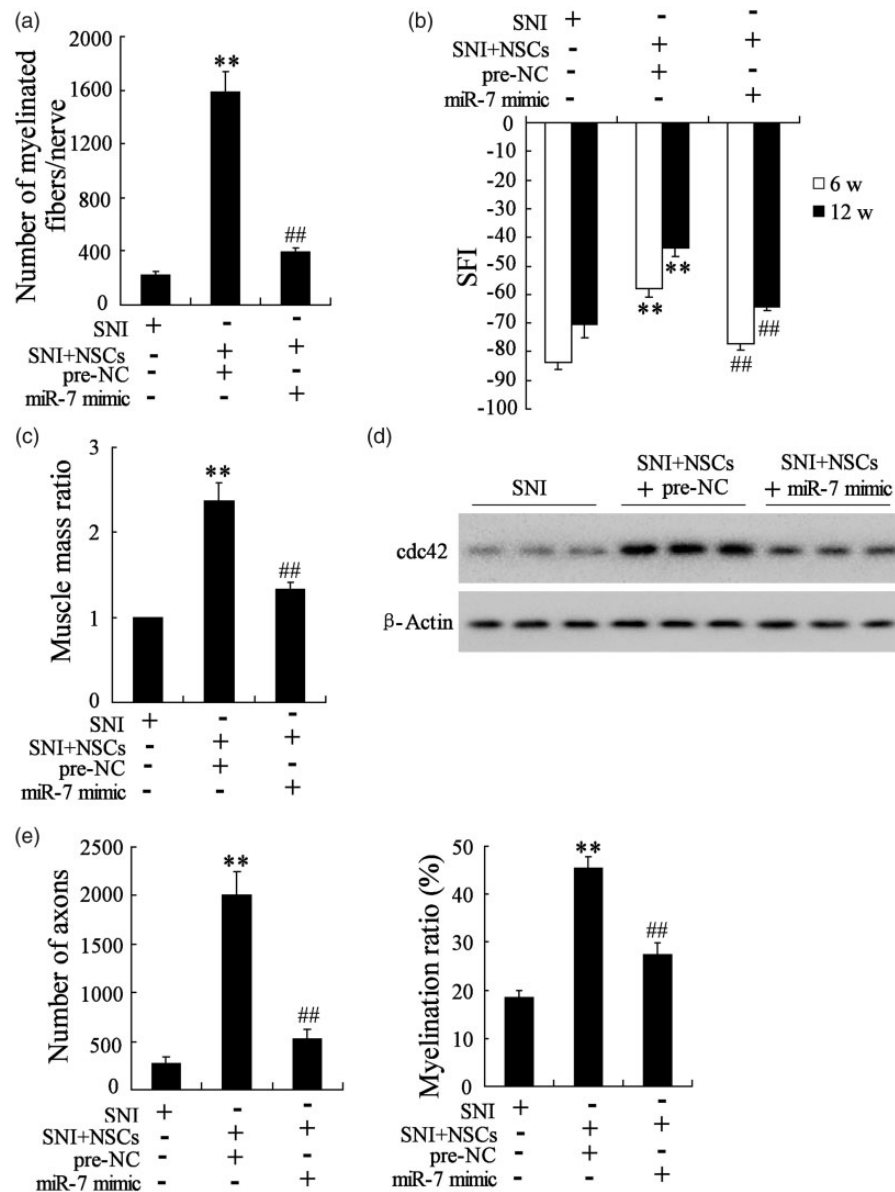 (a)
2000
1600
1200
800
400
0
Number of myelinated
fibers/nerve
**
##
SNI + - -
SNI+NSCs - + +
pre-NC - + -
miR-7 mimic - - +
(b)
SNI + - -
SNI+NSCs - + +
pre-NC - + -
miR-7 mimic - - +
0
-10
-20
-30
-40
-50
-60
-70
-80
-90
-100
SFI
** **
## ##
6 w
12 w
(c)
3
2
1
0
Muscle mass ratio
**
##
SNI + - -
SNI+NSCs - + +
pre-NC - + -
miR-7 mimic - - +
(d)
SNI
SNI+NSCs
+ pre-NC
SNI+NSCs
+ miR-7 mimic
cdc42
β-Actin
(e)
2500
2000
1500
1000
500
0
Number of axons
**
##
SNI + - -
SNI+NSCs - + +
pre-NC - + -
miR-7 mimic - - +
50
40
30
20
10
0
Myelination ratio (%)
**
##
SNI + - -
SNI+NSCs - + +
pre-NC - + -
miR-7 mimic - - +